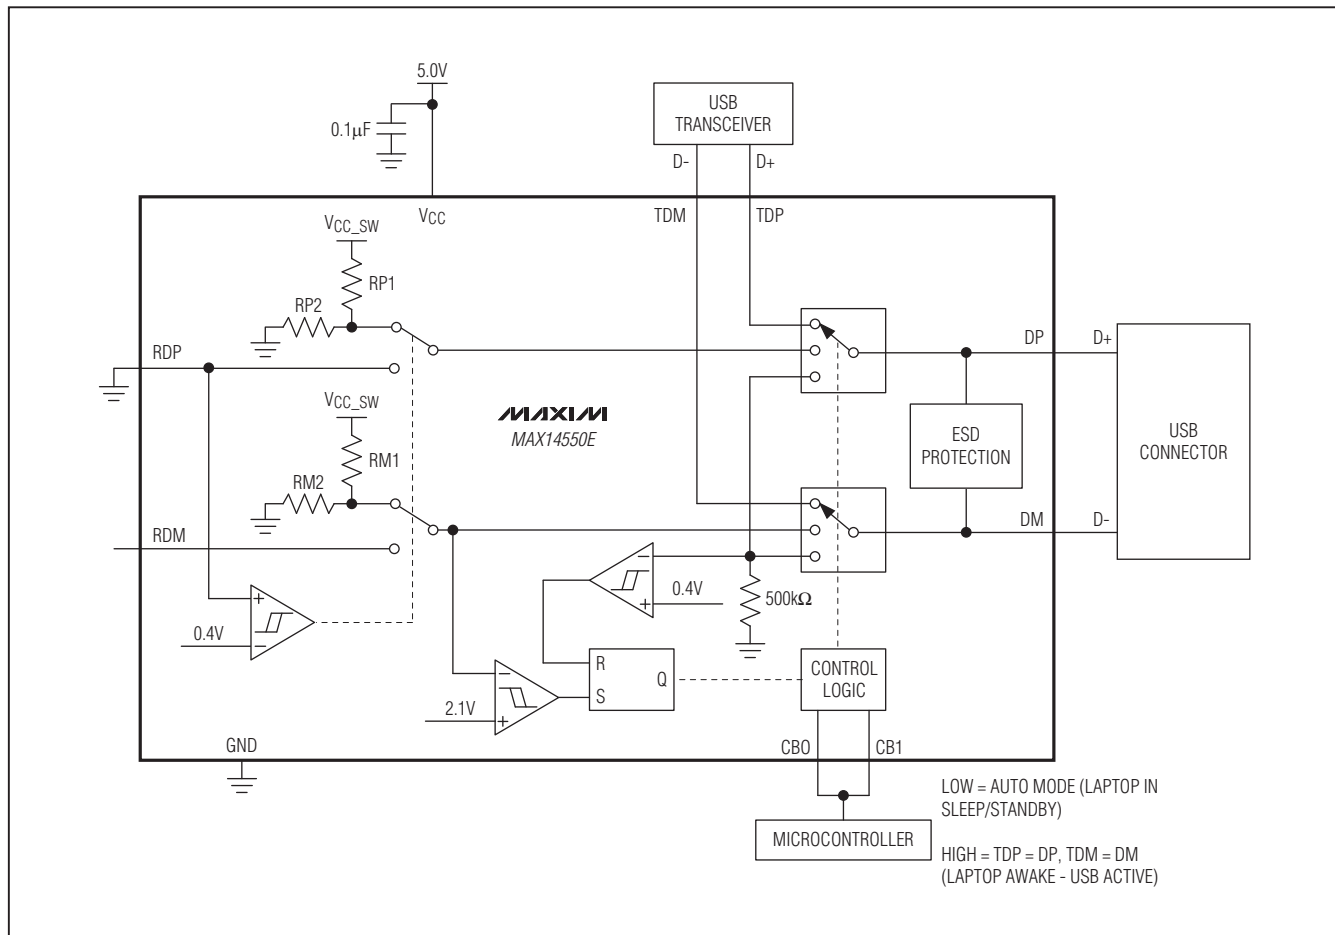 5.0V
0.1μF
USB
TRANSCEIVER
D-
D+
VCC
TDM
TDP
VCC_SW
RP1
RP2
RDP
DP
D+
VCC_SW
MAXIM
MAX14550E
ESD
PROTECTION
USB
CONNECTOR
RM1
RM2
RDM
DM
D-
+
0.4V
−
−
+
0.4V
500kΩ
R
S
Q
CONTROL
LOGIC
−
2.1V
+
GND
CB0
CB1
LOW = AUTO MODE (LAPTOP IN
SLEEP/STANDBY)
MICROCONTROLLER
HIGH = TDP = DP, TDM = DM
(LAPTOP AWAKE - USB ACTIVE)